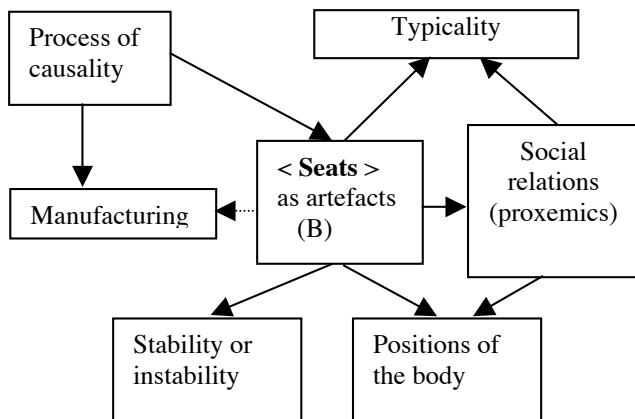 Process of
causality
Typicality
< Seats >
as artefacts
(B)
Social
relations
(proxemics)
Manufacturing
Stability or
instability
Positions of
the body